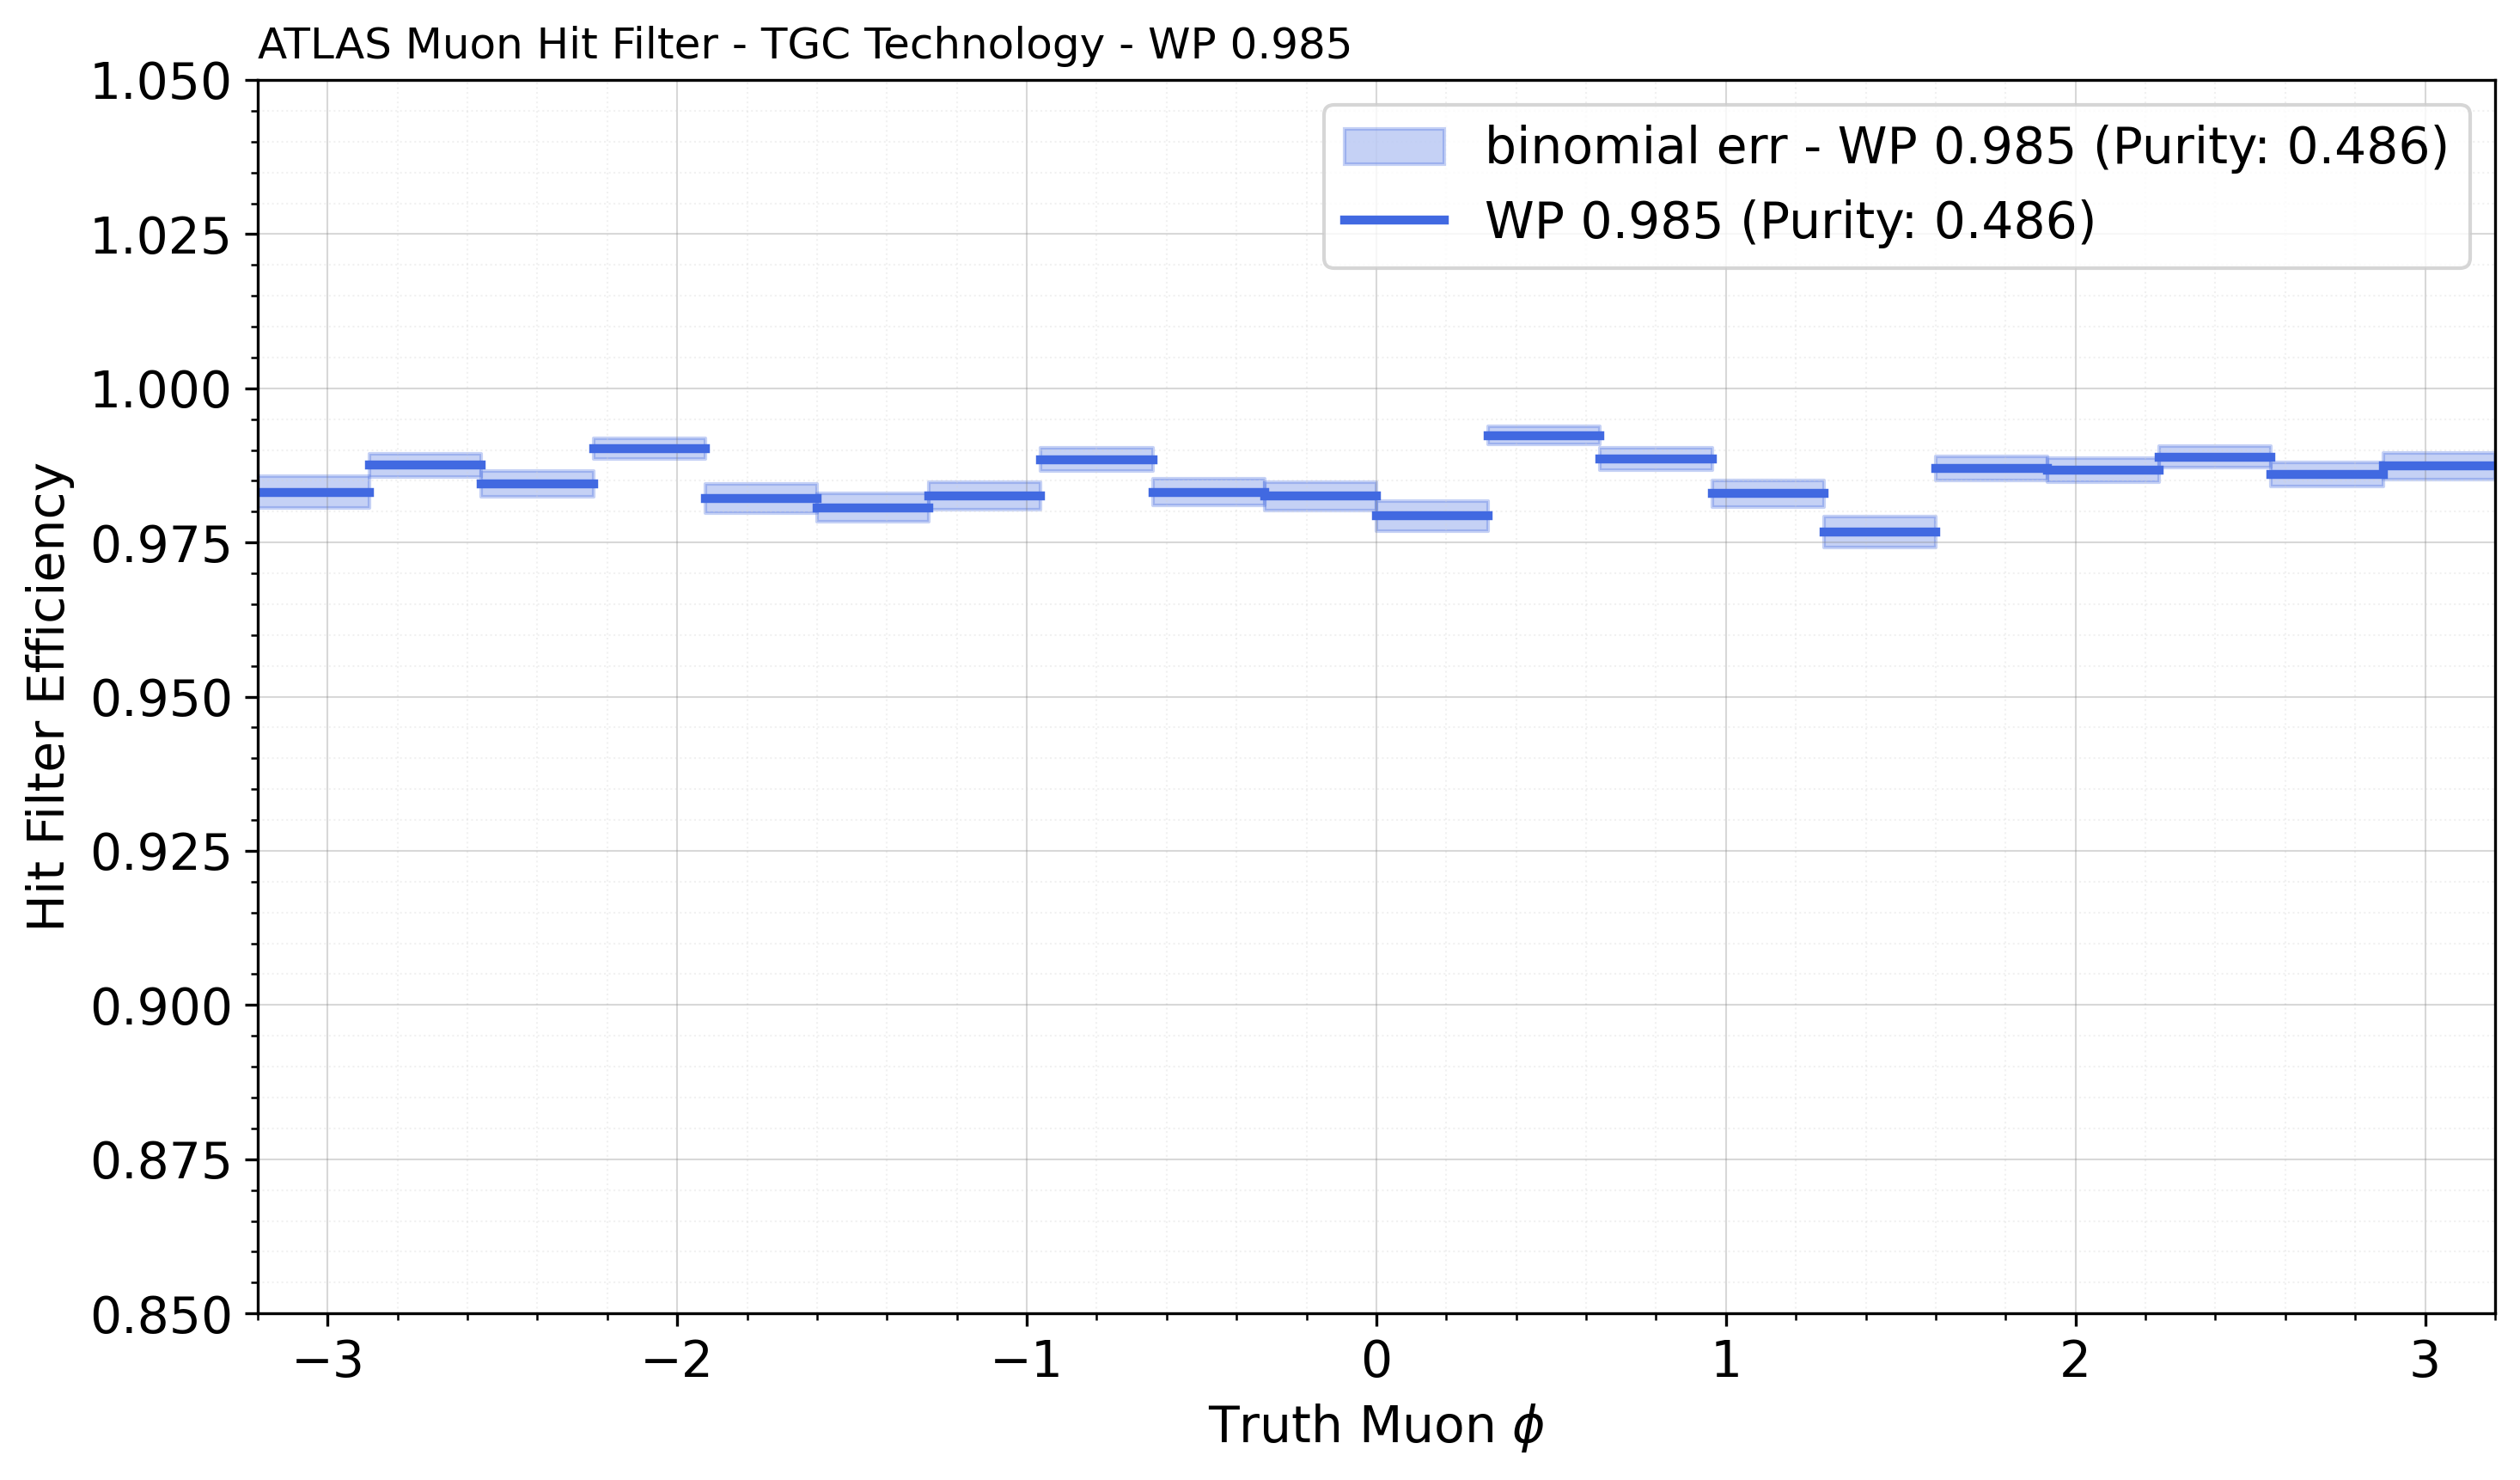 ATLAS Muon Hit Filter - TGC Technology - WP 0.985
1.050
1.025
1.000
0.975
0.950
0.925
0.900
0.875
0.850
Hit Filter Efficiency
binomial err - WP 0.985 (Purity: 0.486)
WP 0.985 (Purity: 0.486)
−3 −2 −1 0 1 2 3
Truth Muon ϕ